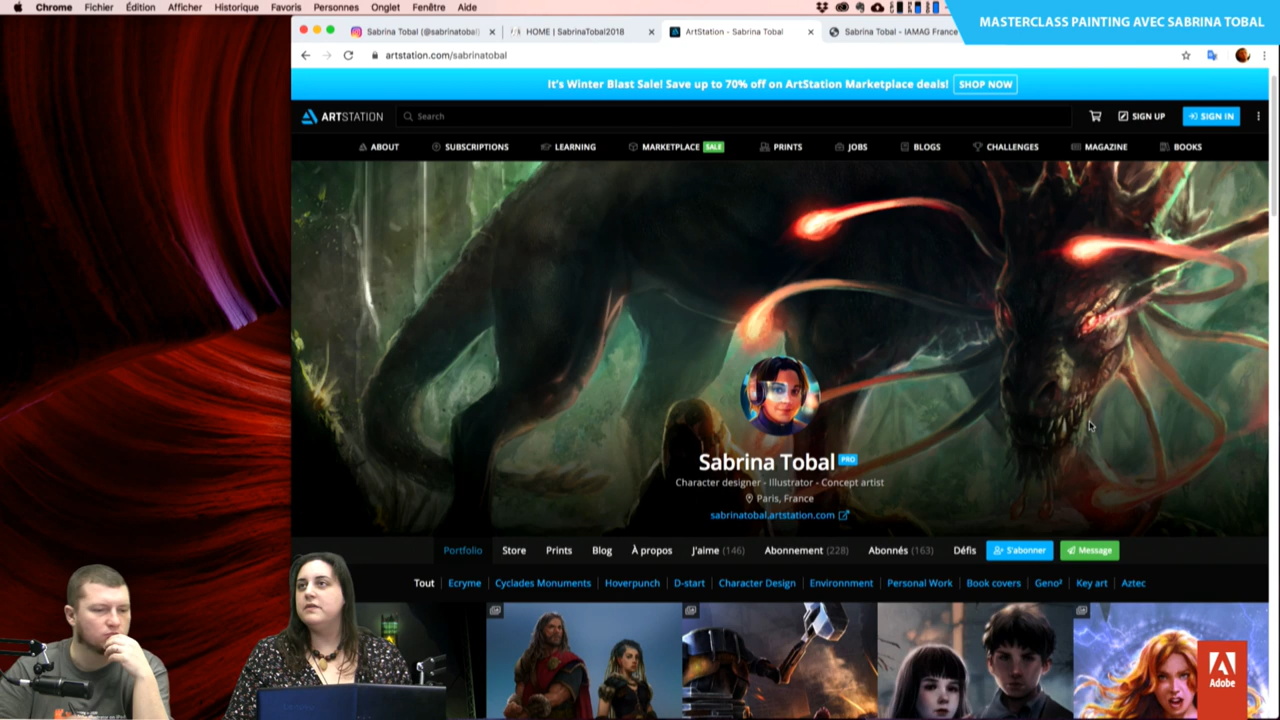 Chrome Fichier Édition Afficher Historique Favoris Personnes Onglet Fenêtre Aide
MASTERCLASS PAINTING AVEC SABRINA TOBAL
Sabrina Tobal (@sabrinatobal)
HOME | SabrinaTobal2018
ArtStation - Sabrina Tobal
Sabrina Tobal - IAMAG France
artstation.com/sabrinatobal
It's Winter Blast Sale! Save up to 70% off on ArtStation Marketplace deals! SHOP NOW
ARTSTATION
Search
SIGN UP
SIGN IN
ABOUT SUBSCRIPTIONS LEARNING MARKETPLACE SALE PRINTS JOBS BLOGS CHALLENGES MAGAZINE BOOKS
Sabrina Tobal PRO
Character designer - Illustrator - Concept artist
Paris, France
sabrinatobal.artstation.com
Portfolio Store Prints Blog À propos J'aime (146) Abonnement (228) Abonnés (163) Défis S'abonner Message
Tout Ecryme Cyclades Monuments Hoverpunch D-start Character Design Environnment Personal Work Book covers Geno² Key art Aztec
Adobe